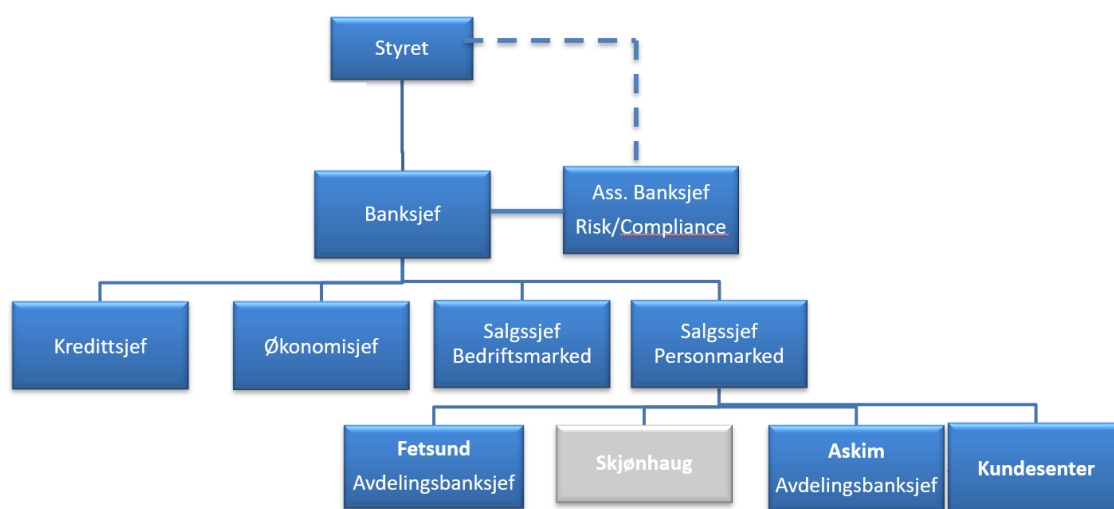 Styret
Banksjef
Ass. Banksjef
Risk/Compliance
Kredittsjef
Økonomisjef
Salgssjef
Bedriftsmarked
Salgssjef
Personmarked
Fetsund
Avdelingsbanksjef
Skjønhaug
Askim
Avdelingsbanksjef
Kundesenter